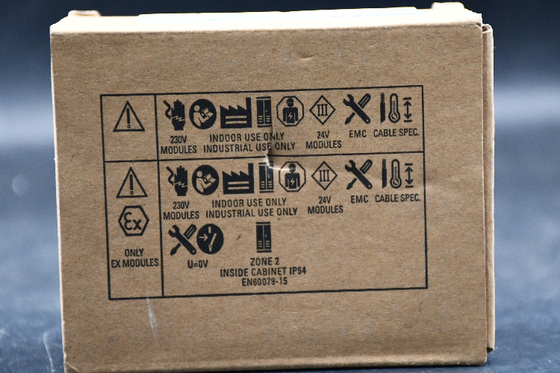 230V
MODULES
INDOOR USE ONLY
INDUSTRIAL USE ONLY
III
24V
MODULES
EMC
CABLE SPEC.
230V
MODULES
INDOOR USE ONLY
INDUSTRIAL USE ONLY
III
24V
MODULES
EMC
CABLE SPEC.
Ex
ONLY
EX MODULES
U=0V
ZONE 2
INSIDE CABINET IP54
EN60079-15